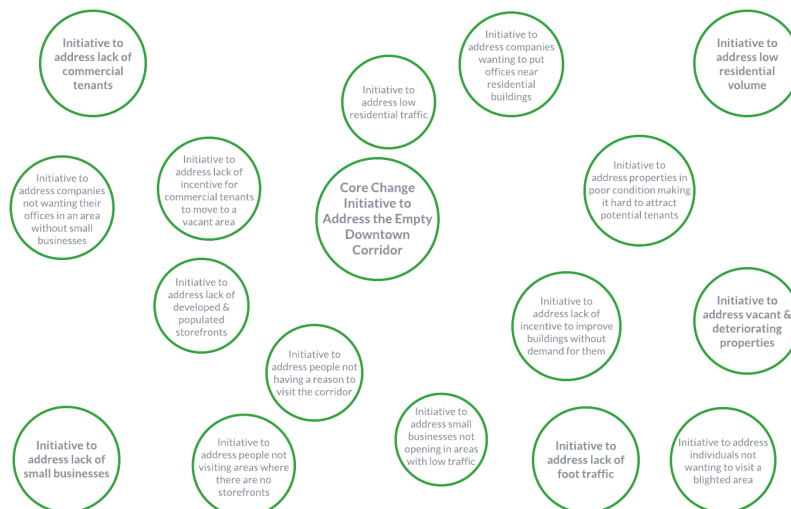 Initiative to
address lack of
commercial
tenants
Initiative to
address low
residential traffic
Initiative to
address companies
wanting to put
offices near
residential
buildings
Initiative to
address low
residential
volume
Initiative to
address companies
not wanting their
offices in an area
without small
businesses
Initiative to
address lack of
incentive for
commercial tenants
to move to a
vacant area
Core Change
Initiative to
Address the Empty
Downtown
Corridor
Initiative to
address properties in
poor condition making
it hard to attract
potential tenants
Initiative to
address lack of
developed &
populated
storefronts
Initiative to
address people not
having a reason to
visit the corridor
Initiative to
address lack of
incentive to improve
buildings without
demand for them
Initiative to
address vacant &
deteriorating
properties
Initiative to
address lack of
small businesses
Initiative to
address people not
visiting areas where
there are no
storefronts
Initiative to
address small
businesses not
opening in areas
with low traffic
Initiative to
address lack of
foot traffic
Initiative to address
individuals not
wanting to visit a
blighted area